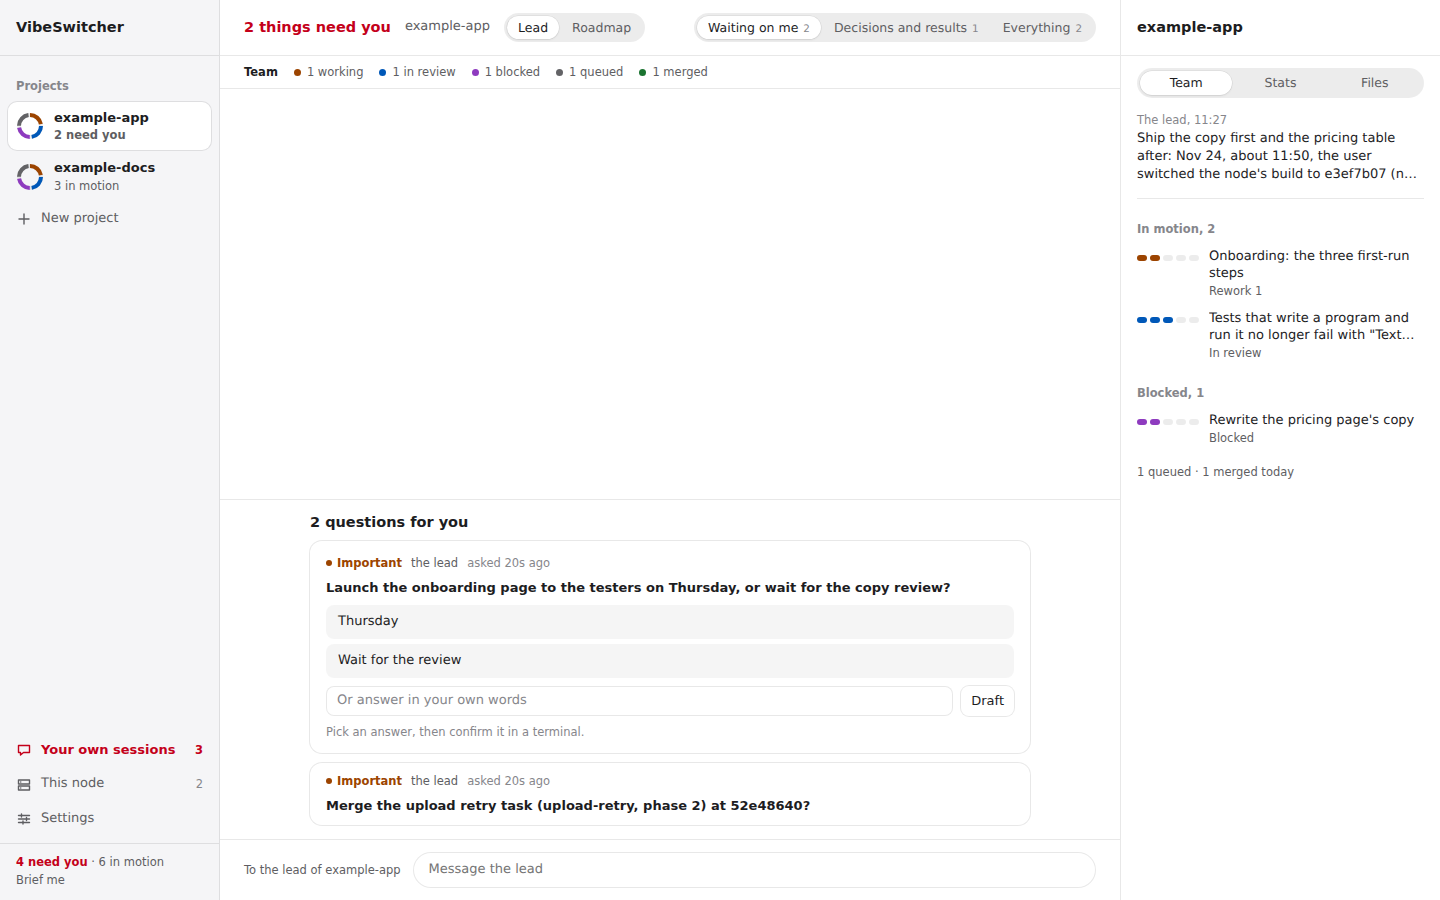 VibeSwitcher
Projects
example-app
2 need you
example-docs
3 in motion
New project
Your own sessions 3
This node 2
Settings
4 need you · 6 in motion
Brief me
2 things need you example-app Lead Roadmap Waiting on me 2 Decisions and results 1 Everything 2
Team 1 working 1 in review 1 blocked 1 queued 1 merged
2 questions for you
Important the lead asked 20s ago
Launch the onboarding page to the testers on Thursday, or wait for the copy review?
Thursday
Wait for the review
Or answer in your own words Draft
Pick an answer, then confirm it in a terminal.
Important the lead asked 20s ago
Merge the upload retry task (upload-retry, phase 2) at 52e48640?
To the lead of example-app Message the lead
example-app
Team Stats Files
The lead, 11:27
Ship the copy first and the pricing table
after: Nov 24, about 11:50, the user
switched the node's build to e3ef7b07 (n…
In motion, 2
Onboarding: the three first-run
steps
Rework 1
Tests that write a program and
run it no longer fail with "Text…
In review
Blocked, 1
Rewrite the pricing page's copy
Blocked
1 queued · 1 merged today